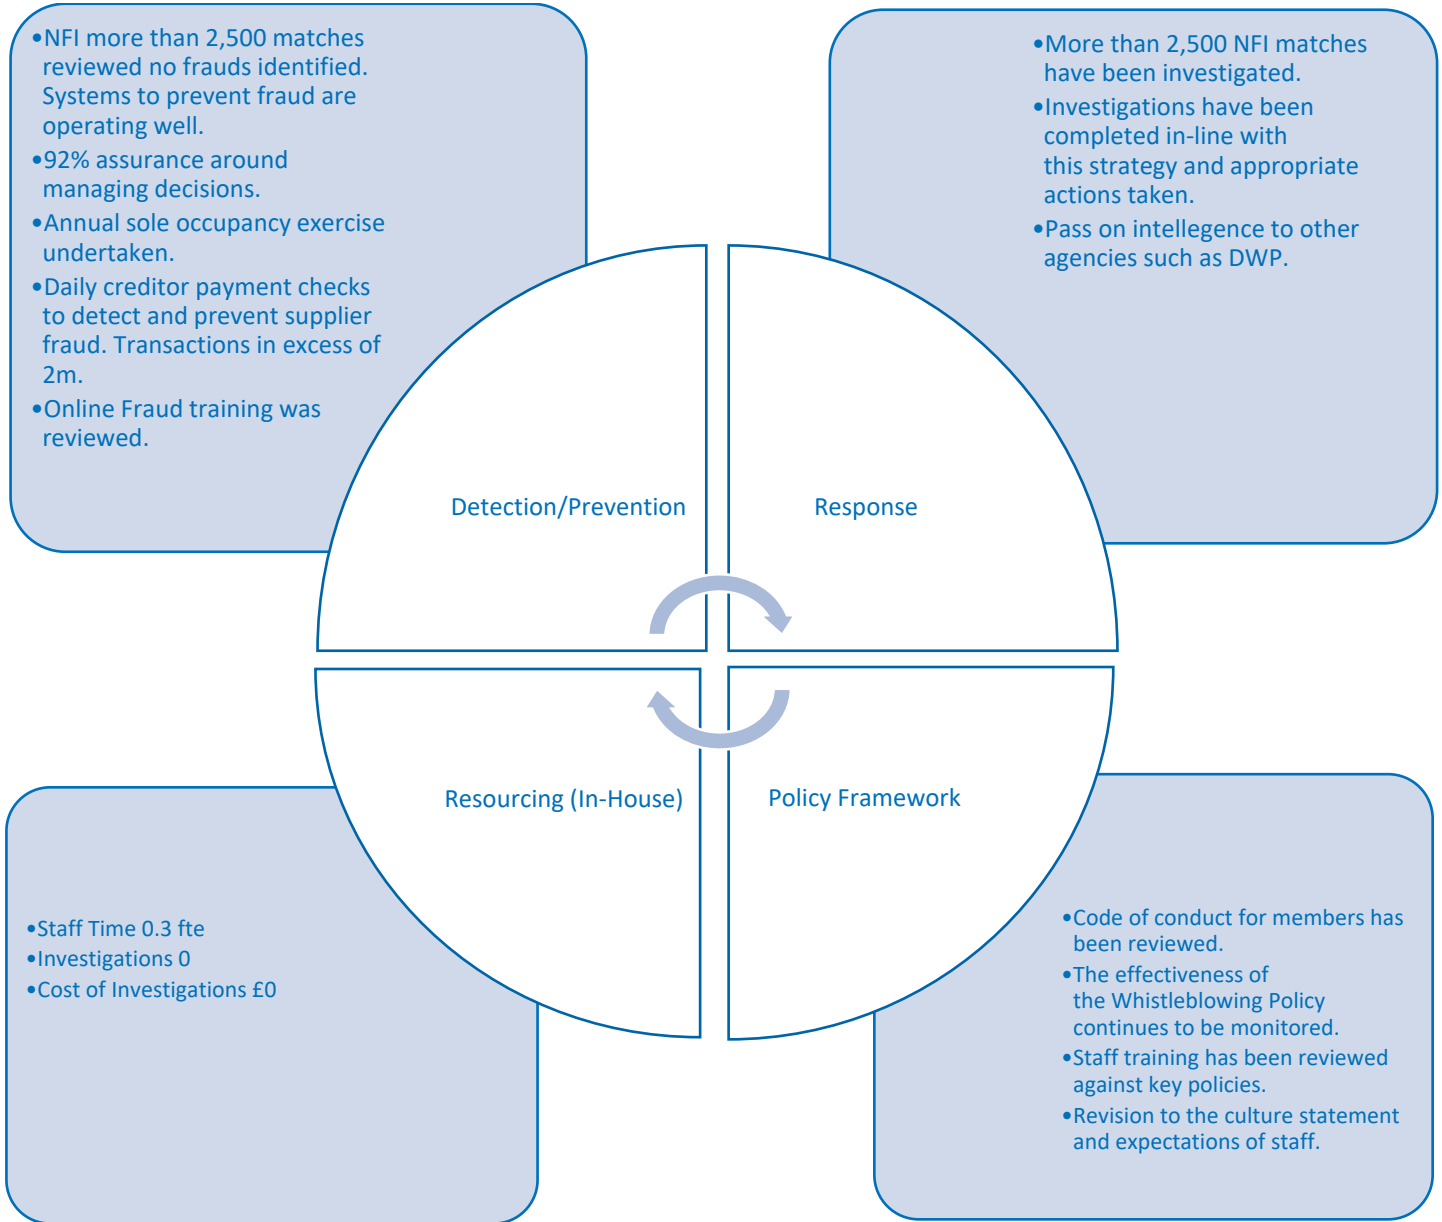 •NFI more than 2,500 matches
reviewed no frauds identified.
Systems to prevent fraud are
operating well.
•92% assurance around
managing decisions.
•Annual sole occupancy exercise
undertaken.
•Daily creditor payment checks
to detect and prevent supplier
fraud. Transactions in excess of
2m.
•Online Fraud training was
reviewed.
•More than 2,500 NFI matches
have been investigated.
•Investigations have been
completed in-line with
this strategy and appropriate
actions taken.
•Pass on intellegence to other
agencies such as DWP.
Detection/Prevention
Response
Resourcing (In-House)
Policy Framework
•Staff Time 0.3 fte
•Investigations 0
•Cost of Investigations £0
•Code of conduct for members has
been reviewed.
•The effectiveness of
the Whistleblowing Policy
continues to be monitored.
•Staff training has been reviewed
against key policies.
•Revision to the culture statement
and expectations of staff.